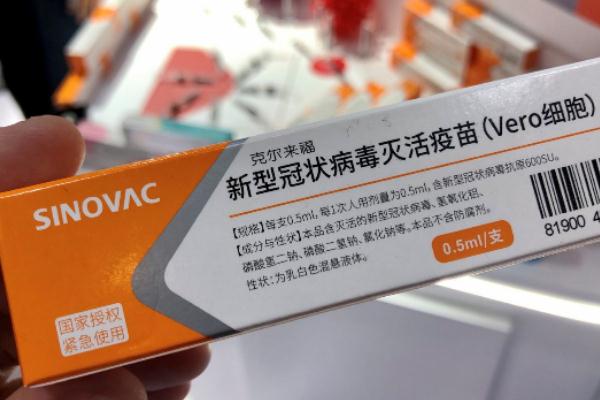 SINOVAC
国家授权
紧急使用
克尔来福
新型冠状病毒灭活疫苗(Vero细胞)
【规格】每支0.5ml, 每1次人用剂量为0.5ml, 含新型冠状病毒抗原600SU。
【成分与性状】本品含灭活的新型冠状病毒、氢氧化铝、
磷酸氢二钠、磷酸二氢钠、氯化钠等。本品不含防腐剂。
性状: 为乳白色混悬液体。
0.5ml/支
81900 4